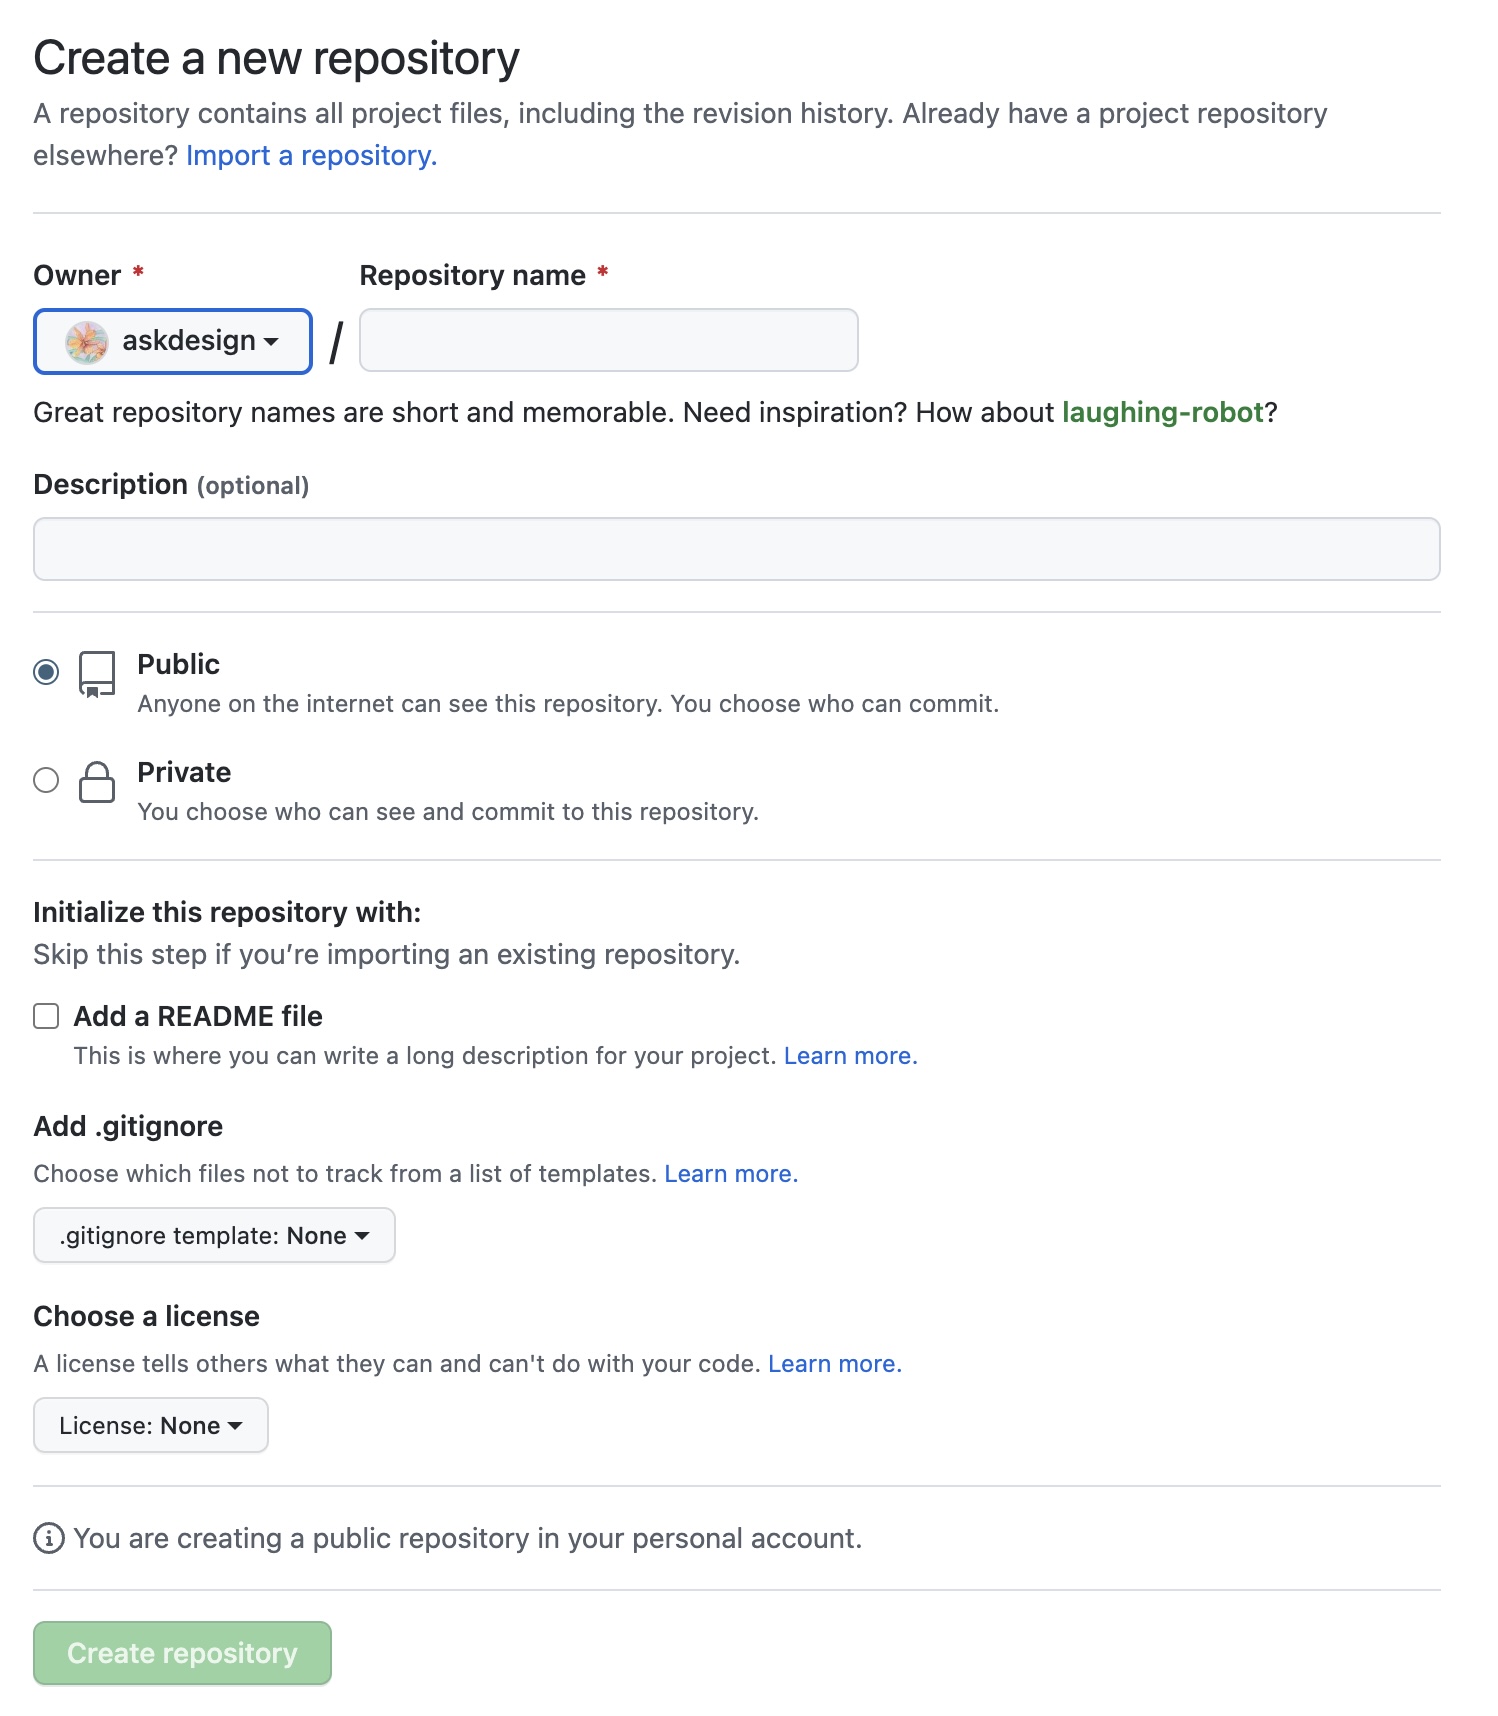 Create a new repository
A repository contains all project files, including the revision history. Already have a project repository
elsewhere? Import a repository.
Owner *
Repository name *
askdesign
/
Great repository names are short and memorable. Need inspiration? How about laughing-robot?
Description (optional)
Public
Anyone on the internet can see this repository. You choose who can commit.
Private
You choose who can see and commit to this repository.
Initialize this repository with:
Skip this step if you’re importing an existing repository.
Add a README file
This is where you can write a long description for your project. Learn more.
Add .gitignore
Choose which files not to track from a list of templates. Learn more.
.gitignore template: None
Choose a license
A license tells others what they can and can't do with your code. Learn more.
License: None
You are creating a public repository in your personal account.
Create repository